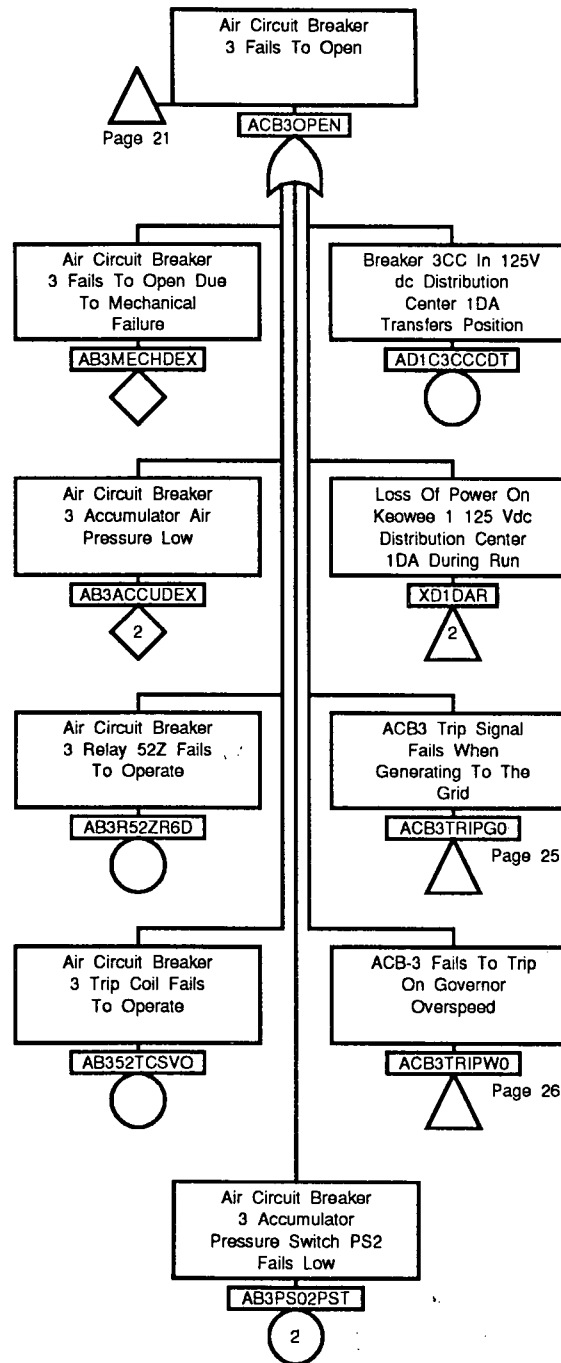 Air Circuit Breaker
3 Fails To Open
Page 21
ACB3OPEN
Air Circuit Breaker
3 Fails To Open Due
To Mechanical
Failure
AB3MECHDEX
Breaker 3CC In 125V
dc Distribution
Center 1DA
Transfers Position
AD1C3CCCDT
Air Circuit Breaker
3 Accumulator Air
Pressure Low
AB3ACCUDEX
2
Loss Of Power On
Keowee 1 125 Vdc
Distribution Center
1DA During Run
XD1DAR
2
Air Circuit Breaker
3 Relay 52Z Fails
To Operate
AB3R52ZR6D
ACB3 Trip Signal
Fails When
Generating To The
Grid
ACB3TRIPG0
Page 25
Air Circuit Breaker
3 Trip Coil Fails
To Operate
AB352TCSVO
ACB-3 Fails To Trip
On Governor
Overspeed
ACB3TRIPW0
Page 26
Air Circuit Breaker
3 Accumulator
Pressure Switch PS2
Fails Low
AB3PS02PST
2